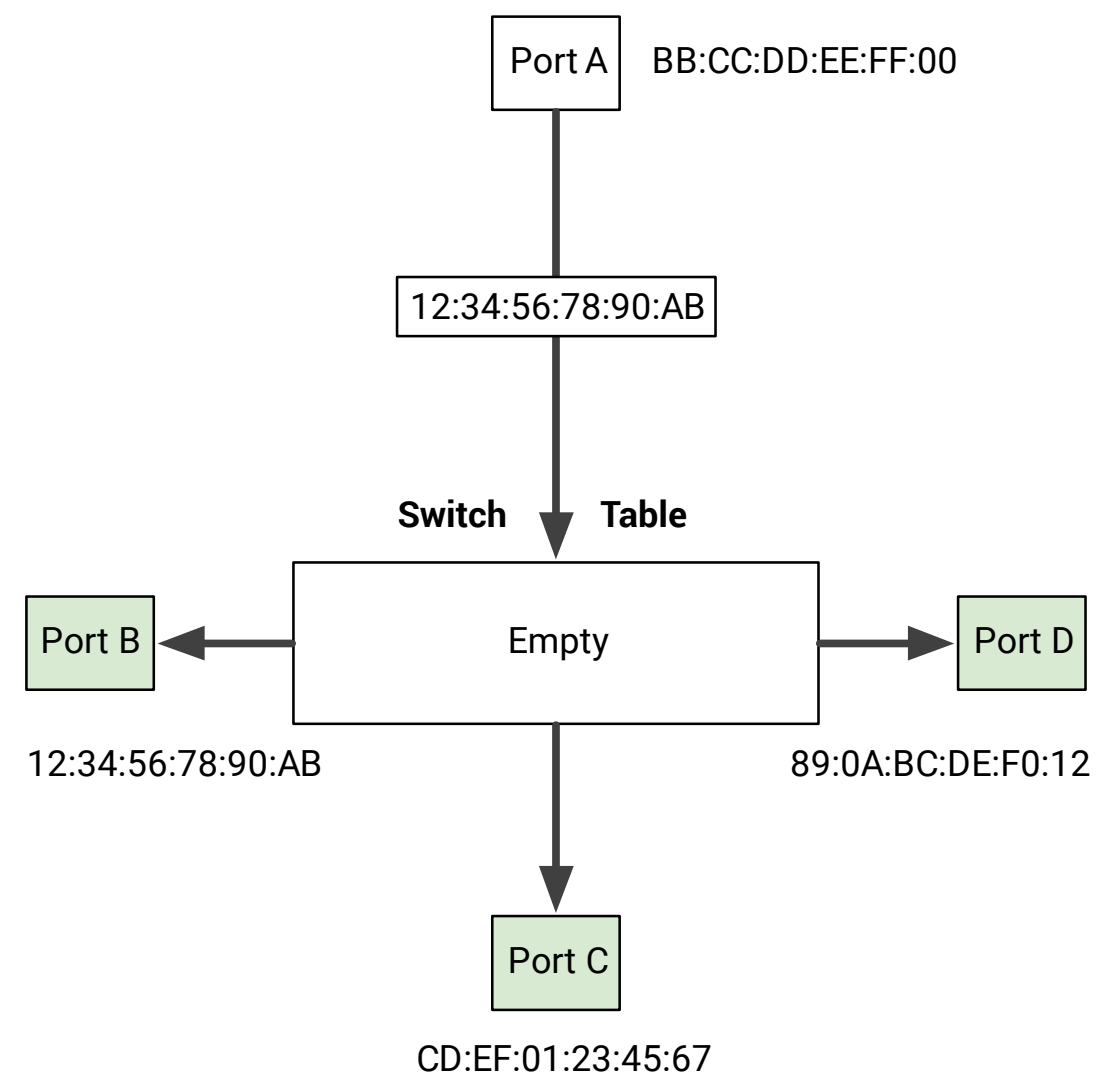 Port A
BB:CC:DD:EE:FF:00
12:34:56:78:90:AB
Switch Table
Port B
Empty
Port D
12:34:56:78:90:AB
89:0A:BC:DE:F0:12
Port C
CD:EF:01:23:45:67